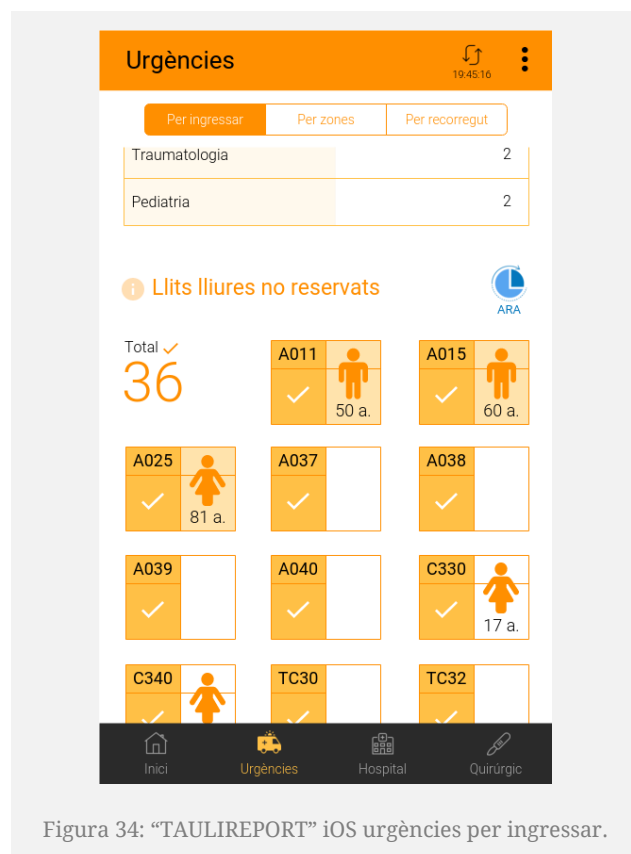 Urgències
19:45:16
Per ingressar Per zones Per recorregut
Traumatologia 2
Pediatria 2
i Llits lliures no reservats
ARA
Total
36
A011 A015
50 a. 60 a.
A025 A037 A038
81 a.
A039 A040 C330
17 a.
C340 TC30 TC32
Inici Urgències Hospital Quirúrgic
Figura 34: “TAULIREPORT” iOS urgències per ingressar.